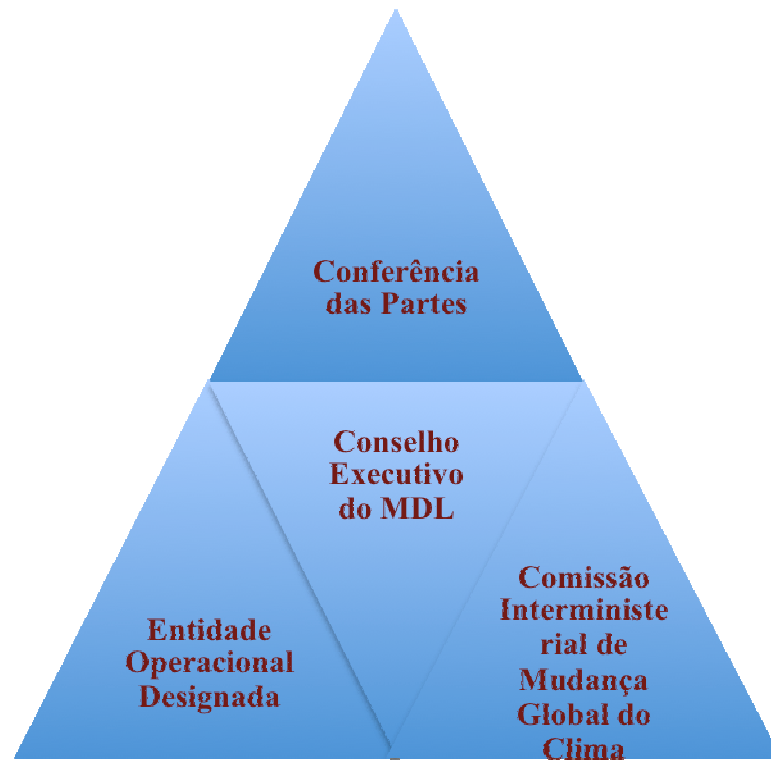 Conferência
das Partes
Conselho
Executivo
do MDL
Entidade
Operacional
Designada
Comissão
Interministe
rial de
Mudança
Global do
Clima